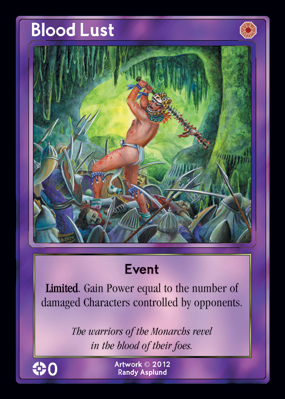 Blood Lust
Event
Limited. Gain Power equal to the number of
damaged Characters controlled by opponents.
The warriors of the Monarchs revel
in the blood of their foes.
0
Artwork © 2012
Randy Asplund